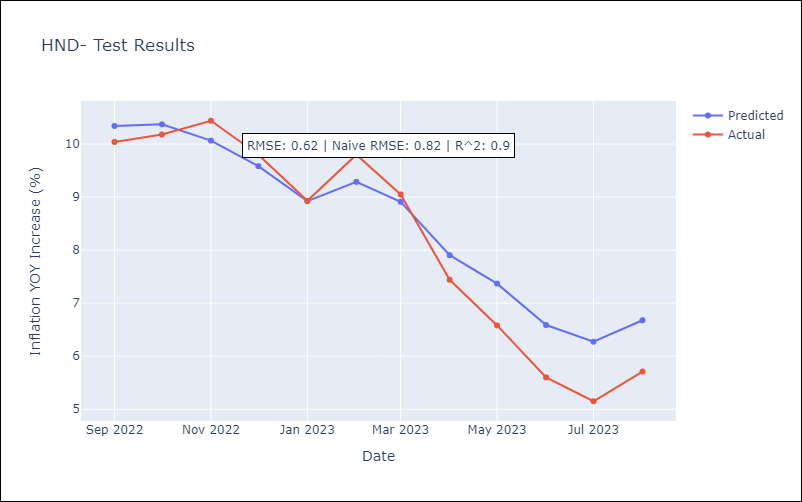 HND- Test Results
Predicted
Actual
RMSE: 0.62 | Naive RMSE: 0.82 | R^2: 0.9
Inflation YOY Increase (%)
10
9
8
7
6
5
Sep 2022
Nov 2022
Jan 2023
Mar 2023
May 2023
Jul 2023
Date